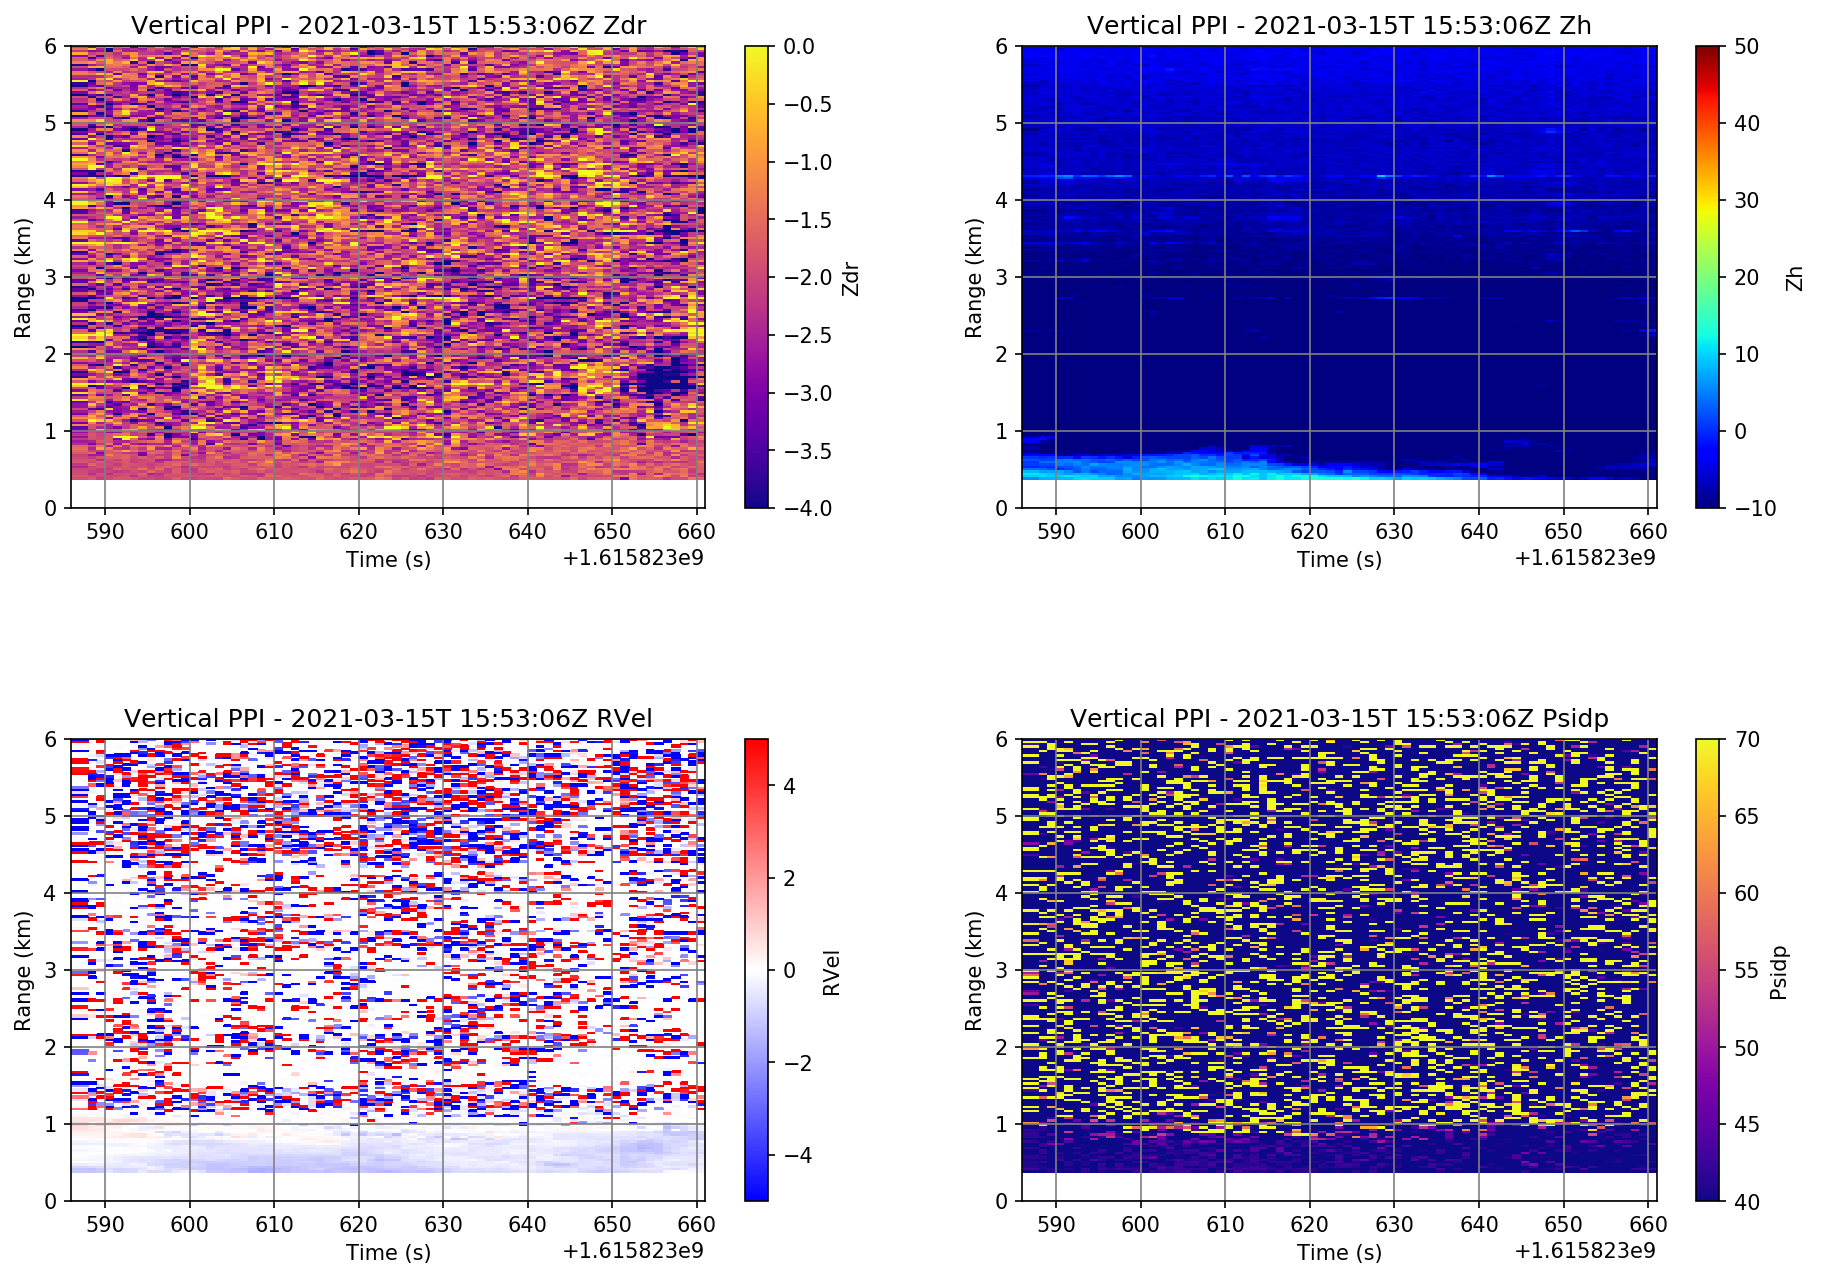 Vertical PPI - 2021-03-15T 15:53:06Z Zdr
6
5
4
3
2
1
0
Range (km)
590 600 610 620 630 640 650 660
Time (s)
+1.615823e9
0.0
−0.5
−1.0
−1.5
−2.0
−2.5
−3.0
−3.5
−4.0
Zdr
Vertical PPI - 2021-03-15T 15:53:06Z Zh
6
5
4
3
2
1
0
Range (km)
590 600 610 620 630 640 650 660
Time (s)
+1.615823e9
50
40
30
20
10
0
−10
Zh
Vertical PPI - 2021-03-15T 15:53:06Z RVel
6
5
4
3
2
1
0
Range (km)
590 600 610 620 630 640 650 660
Time (s)
+1.615823e9
4
2
0
−2
−4
RVel
Vertical PPI - 2021-03-15T 15:53:06Z Psidp
6
5
4
3
2
1
0
Range (km)
590 600 610 620 630 640 650 660
Time (s)
+1.615823e9
70
65
60
55
50
45
40
Psidp